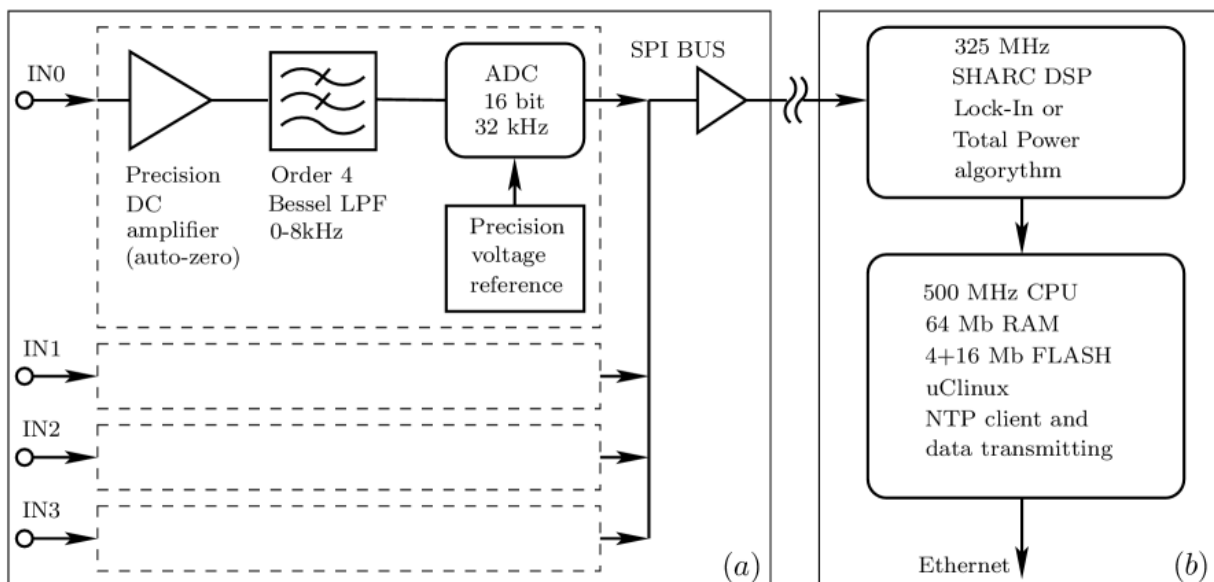 IN0
Precision
DC
amplifier
(auto-zero)
Order 4
Bessel LPF
0-8kHz
ADC
16 bit
32 kHz
Precision
voltage
reference
SPI BUS
IN1
IN2
IN3
(a)
325 MHz
SHARC DSP
Lock-In or
Total Power
algorythm
500 MHz CPU
64 Mb RAM
4+16 Mb FLASH
uClinux
NTP client and
data transmitting
Ethernet
(b)